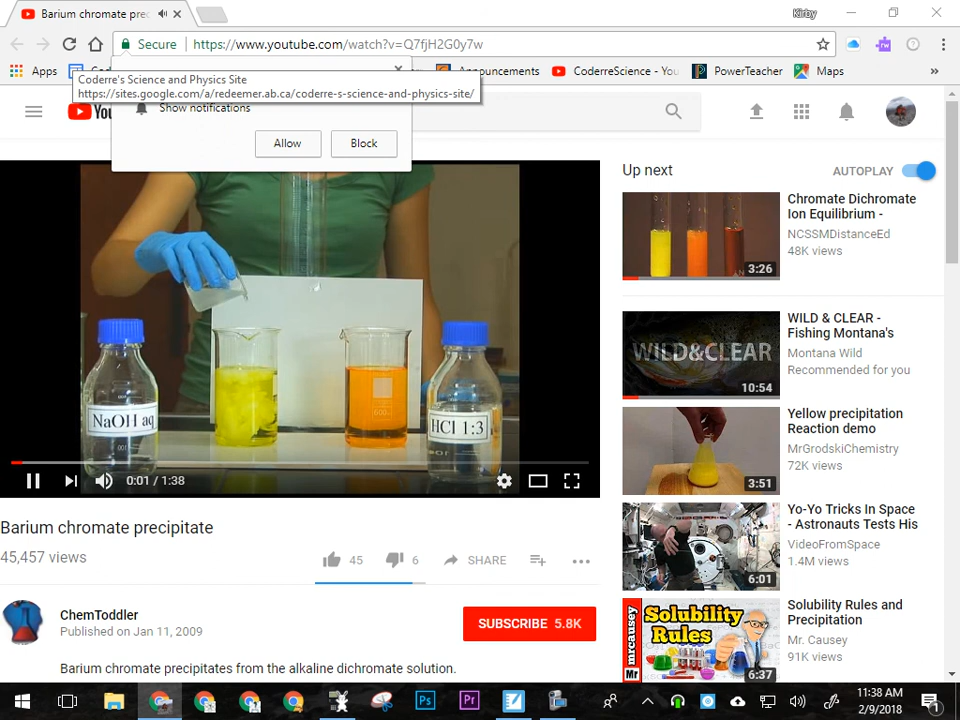 Barium chromate prec
Kirby
Secure
https://www.youtube.com/watch?v=Q7fjH2G0y7w
Apps
Announcements
CoderreScience - You
PowerTeacher
Maps
»
Coderre's Science and Physics Site
https://sites.google.com/a/redeemer.ab.ca/coderre-s-science-and-physics-site/
Show notifications
Allow
Block
You
Up next
AUTOPLAY
Chromate Dichromate
Ion Equilibrium -
NCSSMDistanceEd
48K views
3:26
WILD & CLEAR -
Fishing Montana's
Montana Wild
Recommended for you
WILD&CLEAR
10:54
Yellow precipitation
Reaction demo
MrGrodskiChemistry
72K views
3:51
Yo-Yo Tricks In Space
- Astronauts Tests His
VideoFromSpace
1.4M views
6:01
Solubility Rules and
Precipitation
Mr. Causey
91K views
mrcausey
Mr
Solubility
Rules
6:37
NaOH aq
HCl 1:3
600
0:01 / 1:38
Barium chromate precipitate
45,457 views
45
6
SHARE
ChemToddler
Published on Jan 11, 2009
SUBSCRIBE 5.8K
Barium chromate precipitates from the alkaline dichromate solution.
Ps
Pr
11:38 AM
2/9/2018
1